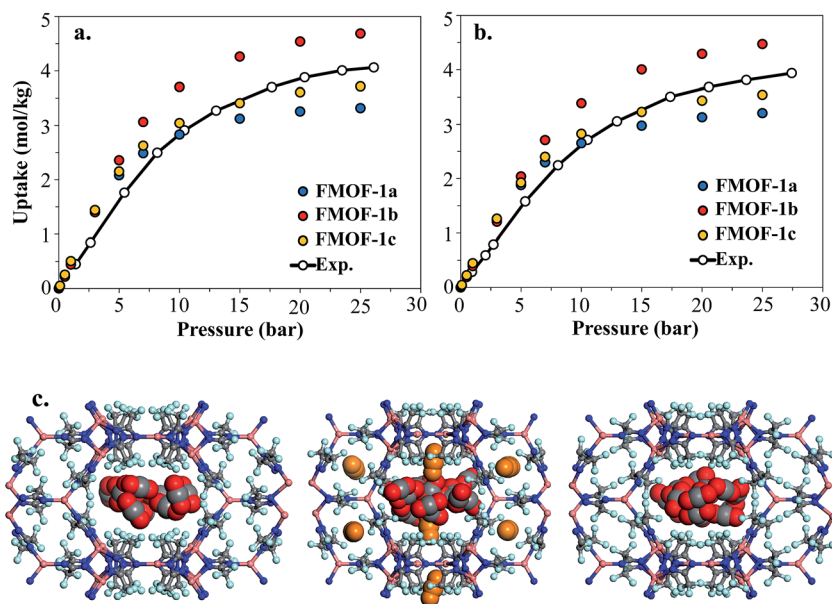 a.
Uptake (mol/kg)
5
4
3
2
1
0
FMOF-1a
FMOF-1b
FMOF-1c
Exp.
0 5 10 15 20 25 30
Pressure (bar)
b.
5
4
3
2
1
0
FMOF-1a
FMOF-1b
FMOF-1c
Exp.
0 5 10 15 20 25 30
Pressure (bar)
c.